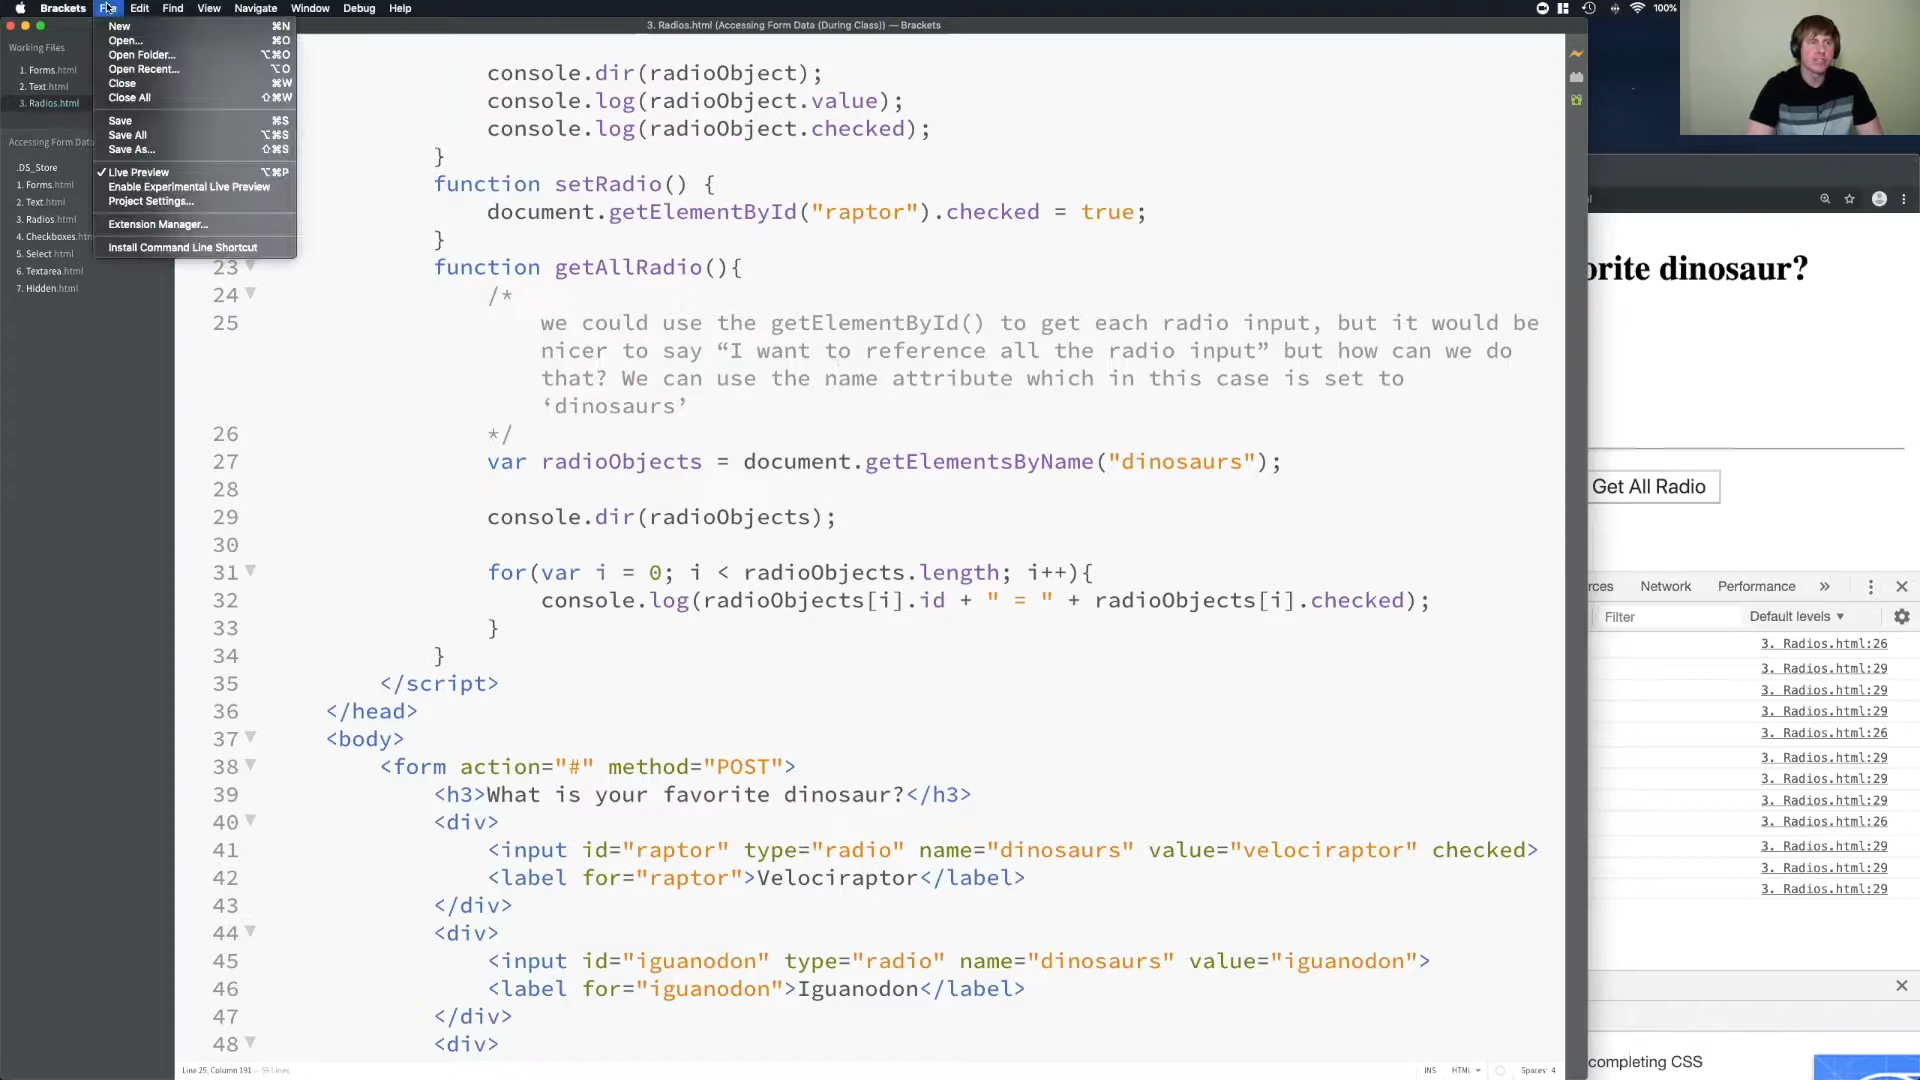 Brackets File Edit Find View Navigate Window Debug Help 100%
3. Radios.html (Accessing Form Data (During Class)) — Brackets
Working Files
1. Forms.html
2. Text.html
3. Radios.html
Accessing Form Data
.DS_Store
1. Forms.html
2. Text.html
3. Radios.html
4. Checkboxes.htm
5. Select.html
6. Textarea.html
7. Hidden.html
New ⌘N
Open... ⌘O
Open Folder... ⌥⌘O
Open Recent... ⌥O
Close ⌘W
Close All ⇧⌘W
Save ⌘S
Save All ⌥⌘S
Save As... ⇧⌘S
✓ Live Preview ⌥⌘P
Enable Experimental Live Preview
Project Settings...
Extension Manager...
Install Command Line Shortcut
console.dir(radioObject);
console.log(radioObject.value);
console.log(radioObject.checked);
}
function setRadio() {
document.getElementById("raptor").checked = true;
}
23 function getAllRadio(){
24 /*
25 we could use the getElementById() to get each radio input, but it would be
nicer to say “I want to reference all the radio input” but how can we do
that? We can use the name attribute which in this case is set to
‘dinosaurs’
26 */
27 var radioObjects = document.getElementsByName("dinosaurs");
28
29 console.dir(radioObjects);
30
31 for(var i = 0; i < radioObjects.length; i++){
32 console.log(radioObjects[i].id + " = " + radioObjects[i].checked);
33 }
34 }
35 </script>
36 </head>
37 <body>
38 <form action="#" method="POST">
39 <h3>What is your favorite dinosaur?</h3>
40 <div>
41 <input id="raptor" type="radio" name="dinosaurs" value="velociraptor" checked>
42 <label for="raptor">Velociraptor</label>
43 </div>
44 <div>
45 <input id="iguanodon" type="radio" name="dinosaurs" value="iguanodon">
46 <label for="iguanodon">Iguanodon</label>
47 </div>
48 <div>
Line 25, Column 191 — 59 Lines
INS HTML Spaces: 4
orite dinosaur?
Get All Radio
rces Network Performance »
Filter Default levels ▼
3. Radios.html:26
3. Radios.html:29
3. Radios.html:29
3. Radios.html:29
3. Radios.html:26
3. Radios.html:29
3. Radios.html:29
3. Radios.html:29
3. Radios.html:26
3. Radios.html:29
3. Radios.html:29
3. Radios.html:29
completing CSS